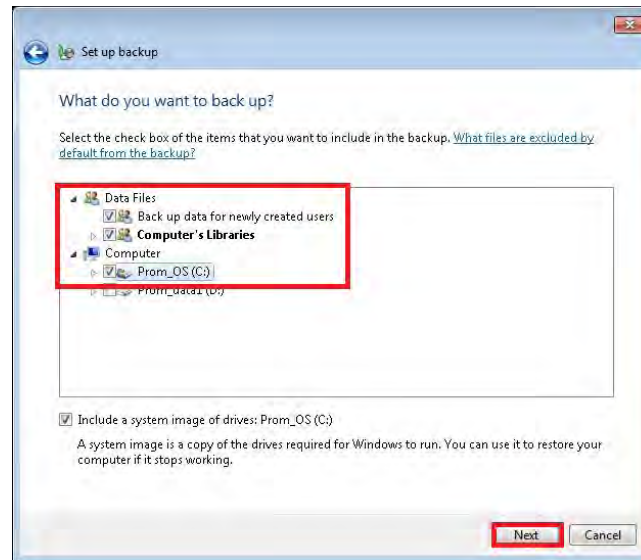 Set up backup
What do you want to back up?
Select the check box of the items that you want to include in the backup. What files are excluded by
default from the backup?
Data Files
Back up data for newly created users
Computer's Libraries
Computer
Prom_OS (C:)
Prom_data1 (D:)
Include a system image of drives: Prom_OS (C:)
A system image is a copy of the drives required for Windows to run. You can use it to restore your
computer if it stops working.
Next Cancel